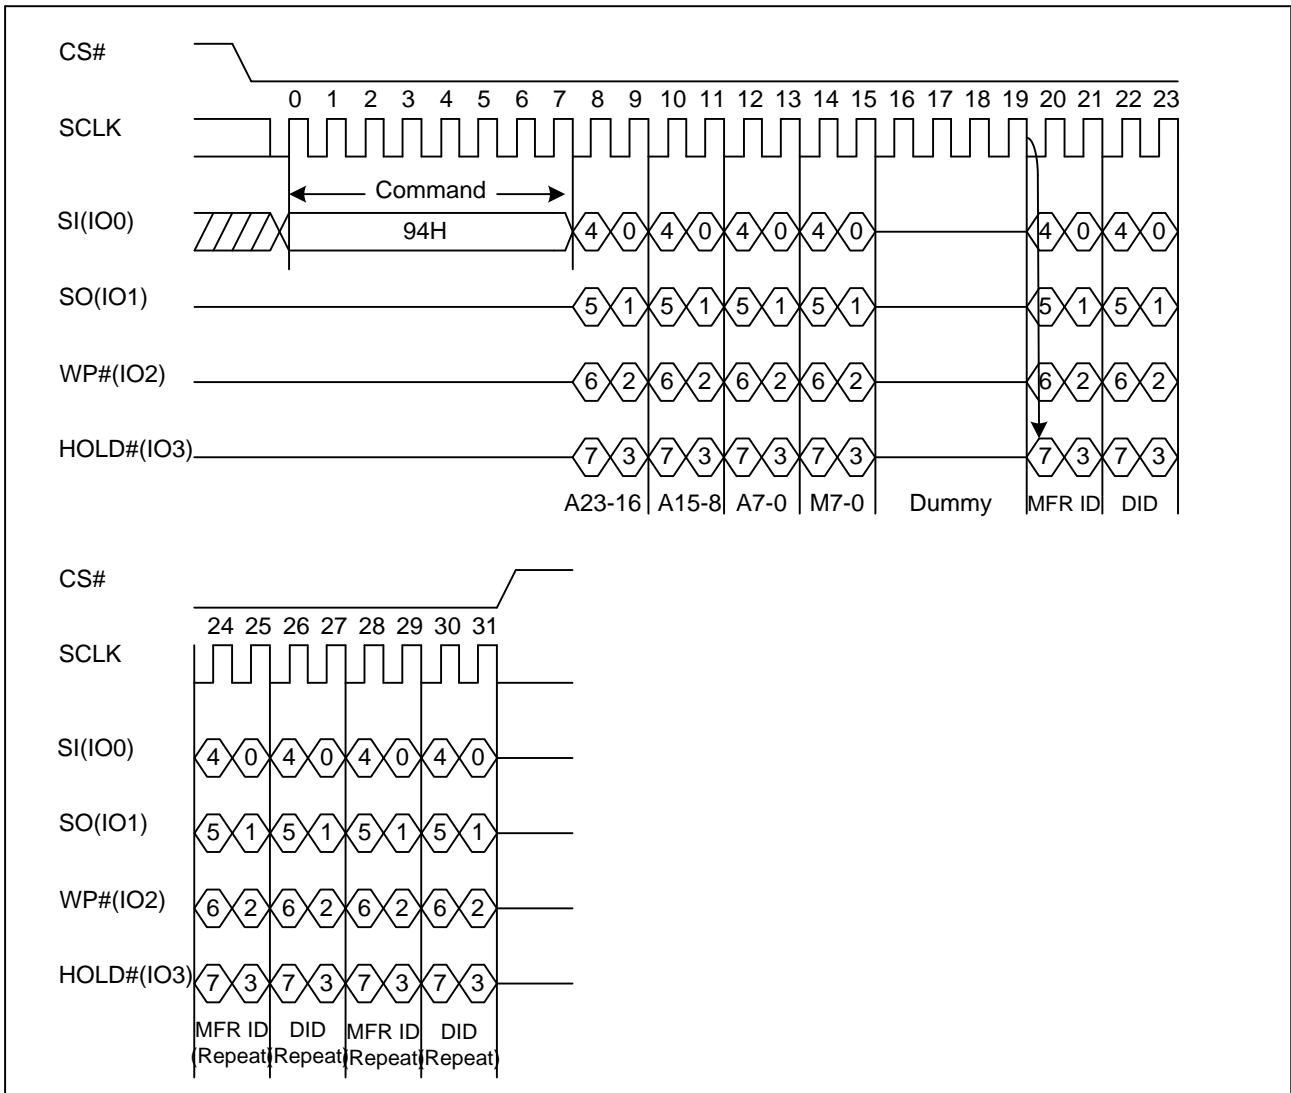 CS#
0 1 2 3 4 5 6 7 8 9 10 11 12 13 14 15 16 17 18 19 20 21 22 23
SCLK
Command
SI(IO0) 94H 4 0 4 0 4 0 4 0 4 0 4 0
SO(IO1) 5 1 5 1 5 1 5 1 5 1 5 1
WP#(IO2) 6 2 6 2 6 2 6 2 6 2 6 2
HOLD#(IO3) 7 3 7 3 7 3 7 3 7 3 7 3
A23-16 A15-8 A7-0 M7-0 Dummy MFR ID DID
CS#
24 25 26 27 28 29 30 31
SCLK
SI(IO0) 4 0 4 0 4 0 4 0
SO(IO1) 5 1 5 1 5 1 5 1
WP#(IO2) 6 2 6 2 6 2 6 2
HOLD#(IO3) 7 3 7 3 7 3 7 3
MFR ID DID MFR ID DID
(Repeat) (Repeat) (Repeat) (Repeat)